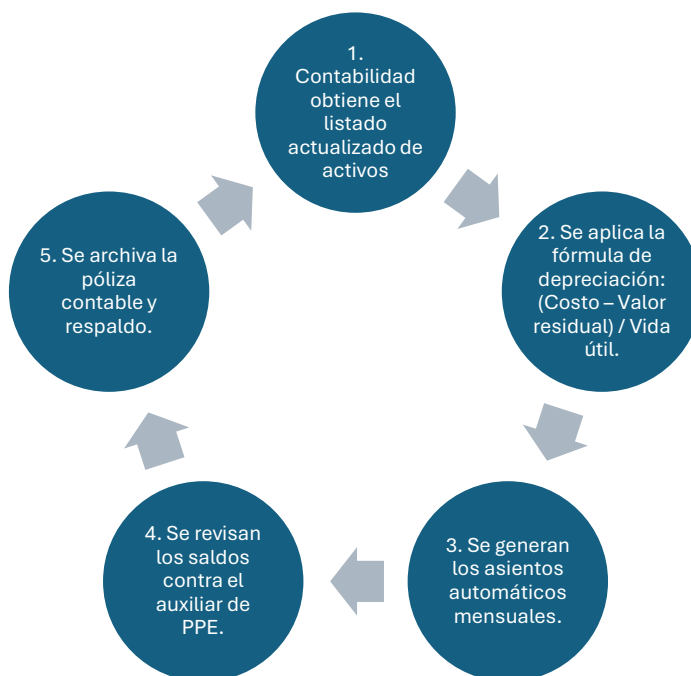 1.
Contabilidad
obtiene el
listado
actualizado de
activos
2. Se aplica la
fórmula de
depreciación:
(Costo – Valor
residual) / Vida
útil.
3. Se generan
los asientos
automáticos
mensuales.
4. Se revisan
los saldos
contra el
auxiliar de
PPE.
5. Se archiva la
póliza
contable y
respaldo.